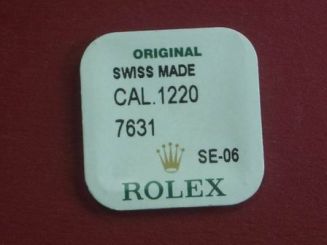 ORIGINAL
SWISS MADE
CAL.1220
7631
SE-06
ROLEX